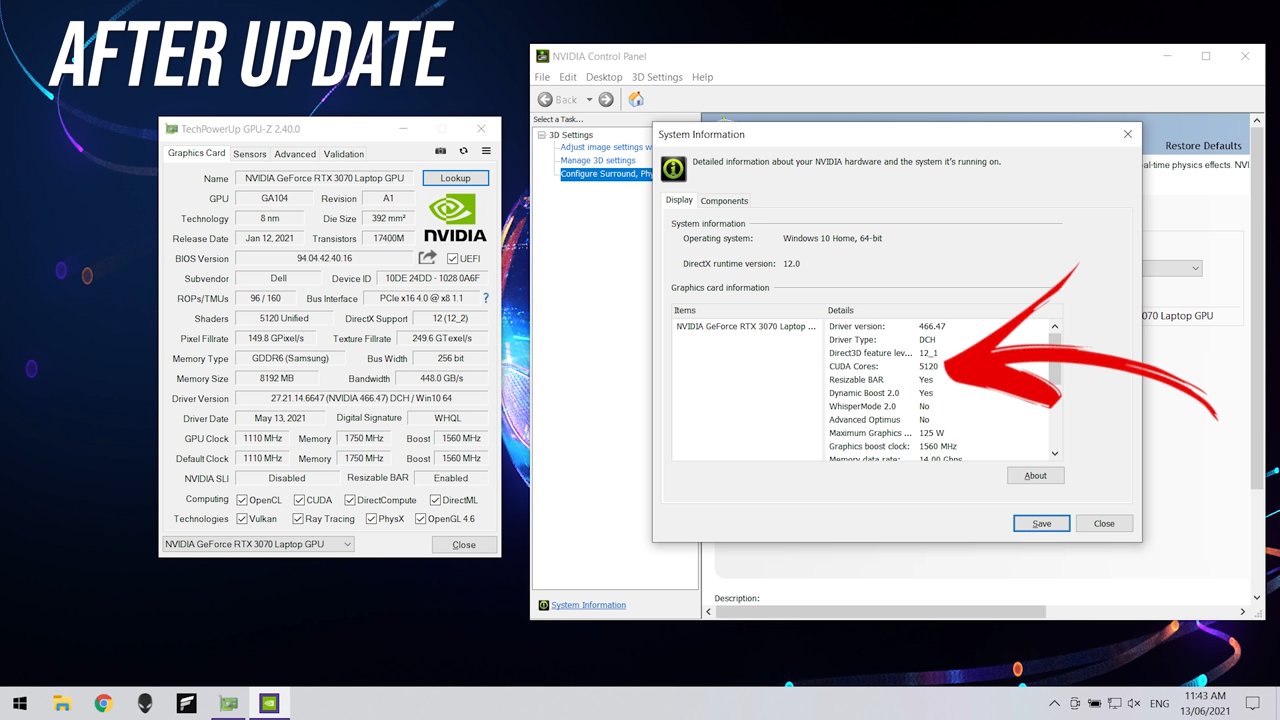 AFTER UPDATE
TechPowerUp GPU-Z 2.40.0
Graphics Card Sensors Advanced Validation
Name NVIDIA GeForce RTX 3070 Laptop GPU Lookup
GPU GA104 Revision A1
Technology 8 nm Die Size 392 mm²
NVIDIA
Release Date Jan 12, 2021 Transistors 17400M
BIOS Version 94.04.42.40.16 UEFI
Subvendor Dell Device ID 10DE 24DD - 1028 0A6F
ROPs/TMUs 96 / 160 Bus Interface PCIe x16 4.0 @ x8 1.1 ?
Shaders 5120 Unified DirectX Support 12 (12_2)
Pixel Fillrate 149.8 GPixel/s Texture Fillrate 249.6 GTexel/s
Memory Type GDDR6 (Samsung) Bus Width 256 bit
Memory Size 8192 MB Bandwidth 448.0 GB/s
Driver Version 27.21.14.6647 (NVIDIA 466.47) DCH / Win10 64
Driver Date May 13, 2021 Digital Signature WHQL
GPU Clock 1110 MHz Memory 1750 MHz Boost 1560 MHz
Default Clock 1110 MHz Memory 1750 MHz Boost 1560 MHz
NVIDIA SLI Disabled Resizable BAR Enabled
Computing OpenCL CUDA DirectCompute DirectML
Technologies Vulkan Ray Tracing PhysX OpenGL 4.6
NVIDIA GeForce RTX 3070 Laptop GPU Close
NVIDIA Control Panel
File Edit Desktop 3D Settings Help
Back
Select a Task...
3D Settings
Adjust image settings w
Manage 3D settings
Configure Surround, Phy
System Information
Restore Defaults
al-time physics effects. NVI
070 Laptop GPU
Description:
System Information
Detailed information about your NVIDIA hardware and the system it's running on.
Display Components
System information
Operating system: Windows 10 Home, 64-bit
DirectX runtime version: 12.0
Graphics card information
Items Details
NVIDIA GeForce RTX 3070 Laptop ...
Driver version: 466.47
Driver Type: DCH
Direct3D feature lev... 12_1
CUDA Cores: 5120
Resizable BAR Yes
Dynamic Boost 2.0 Yes
WhisperMode 2.0 No
Advanced Optimus No
Maximum Graphics ... 125 W
Graphics boost clock: 1560 MHz
Memory data rate: 14.00 Gbps
About
Save Close
ENG
11:43 AM
13/06/2021